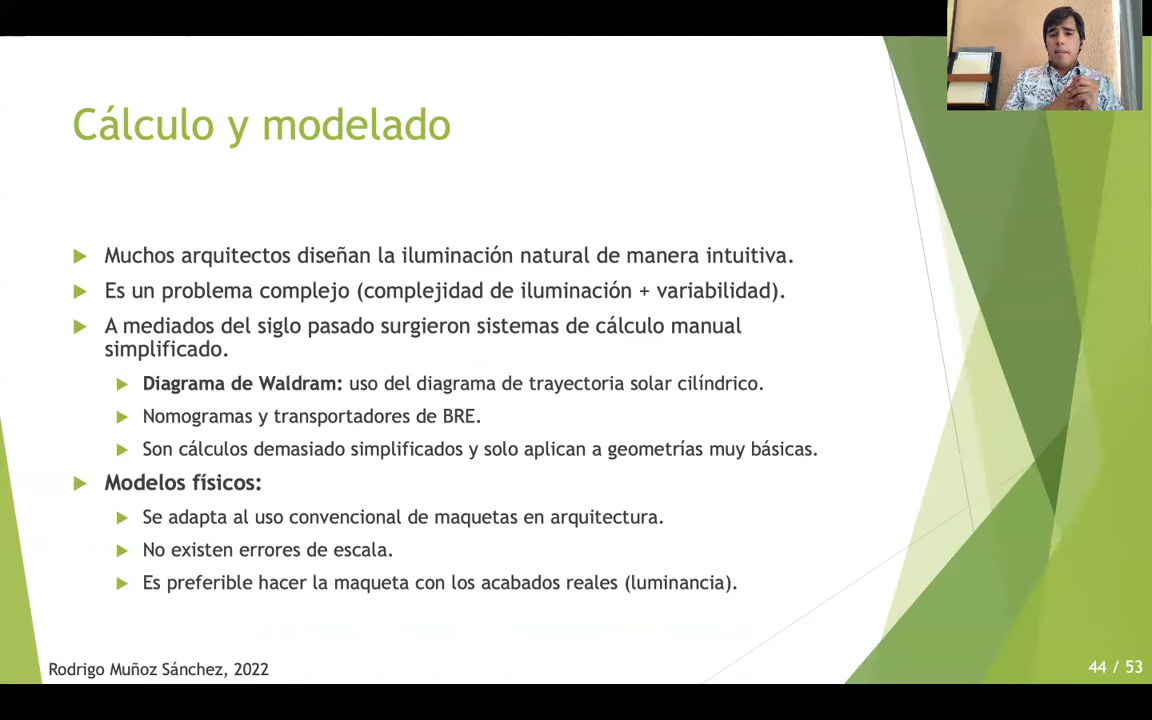 Cálculo y modelado
Muchos arquitectos diseñan la iluminación natural de manera intuitiva.
Es un problema complejo (complejidad de iluminación + variabilidad).
A mediados del siglo pasado surgieron sistemas de cálculo manual
simplificado.
Diagrama de Waldram: uso del diagrama de trayectoria solar cilíndrico.
Nomogramas y transportadores de BRE.
Son cálculos demasiado simplificados y solo aplican a geometrías muy básicas.
Modelos físicos:
Se adapta al uso convencional de maquetas en arquitectura.
No existen errores de escala.
Es preferible hacer la maqueta con los acabados reales (luminancia).
Rodrigo Muñoz Sánchez, 2022
44 / 53